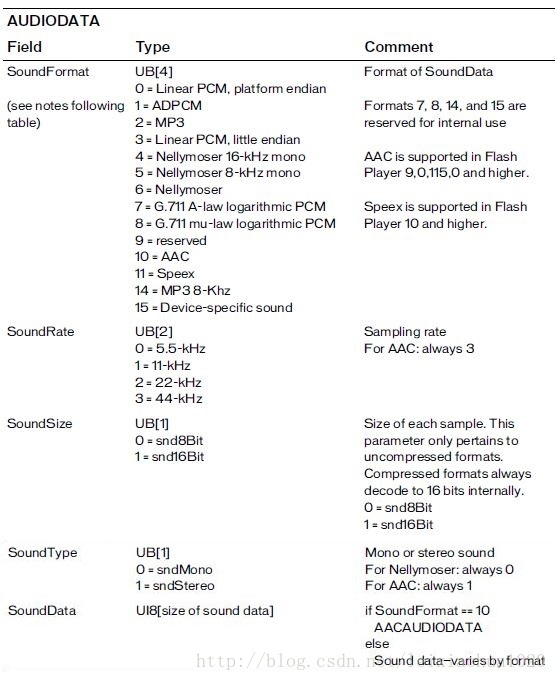 AUDIODATA
Field Type Comment
SoundFormat UB[4] Format of SoundData
0 = Linear PCM, platform endian
(see notes following 1 = ADPCM Formats 7, 8, 14, and 15 are
table) 2 = MP3 reserved for internal use
3 = Linear PCM, little endian
4 = Nellymoser 16-kHz mono AAC is supported in Flash
5 = Nellymoser 8-kHz mono Player 9,0,115,0 and higher.
6 = Nellymoser
7 = G.711 A-law logarithmic PCM Speex is supported in Flash
8 = G.711 mu-law logarithmic PCM Player 10 and higher.
9 = reserved
10 = AAC
11 = Speex
14 = MP3 8-Khz
15 = Device-specific sound
SoundRate UB[2] Sampling rate
0 = 5.5-kHz For AAC: always 3
1 = 11-kHz
2 = 22-kHz
3 = 44-kHz
SoundSize UB[1] Size of each sample. This
0 = snd8Bit parameter only pertains to
1 = snd16Bit uncompressed formats.
Compressed formats always
decode to 16 bits internally.
0 = snd8Bit
1 = snd16Bit
SoundType UB[1] Mono or stereo sound
0 = sndMono For Nellymoser: always 0
1 = sndStereo For AAC: always 1
SoundData UI8[size of sound data] if SoundFormat == 10
AACAUDIODATA
else
Sound data—varies by format
http://blog.csdn.net/